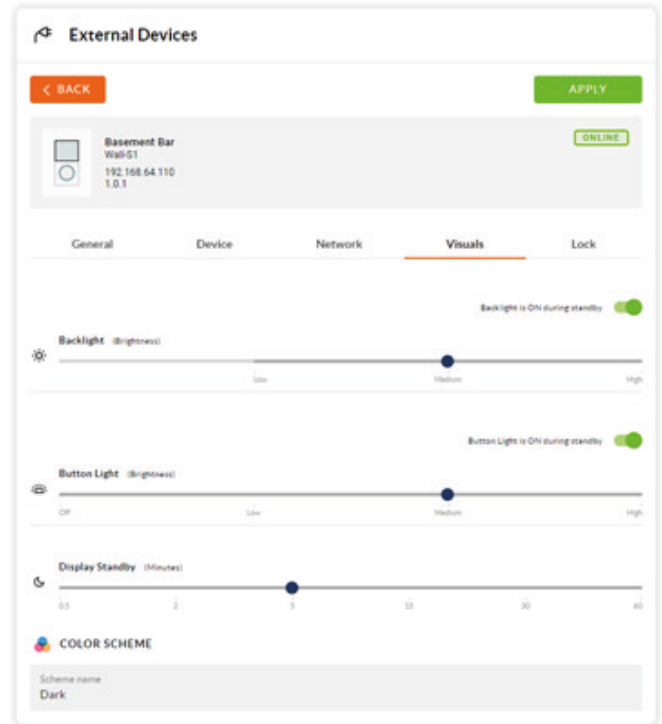 External Devices
< BACK
APPLY
Basement Bar
Wall-S1
192.168.64.110
1.0.1
ONLINE
General Device Network Visuals Lock
Backlight is ON during standby
Backlight (Brightness)
Low Medium High
Button Light is ON during standby
Button Light (Brightness)
Off Low Medium High
Display Standby (Minutes)
0.5 2 5 15 30 60
COLOR SCHEME
Scheme name
Dark